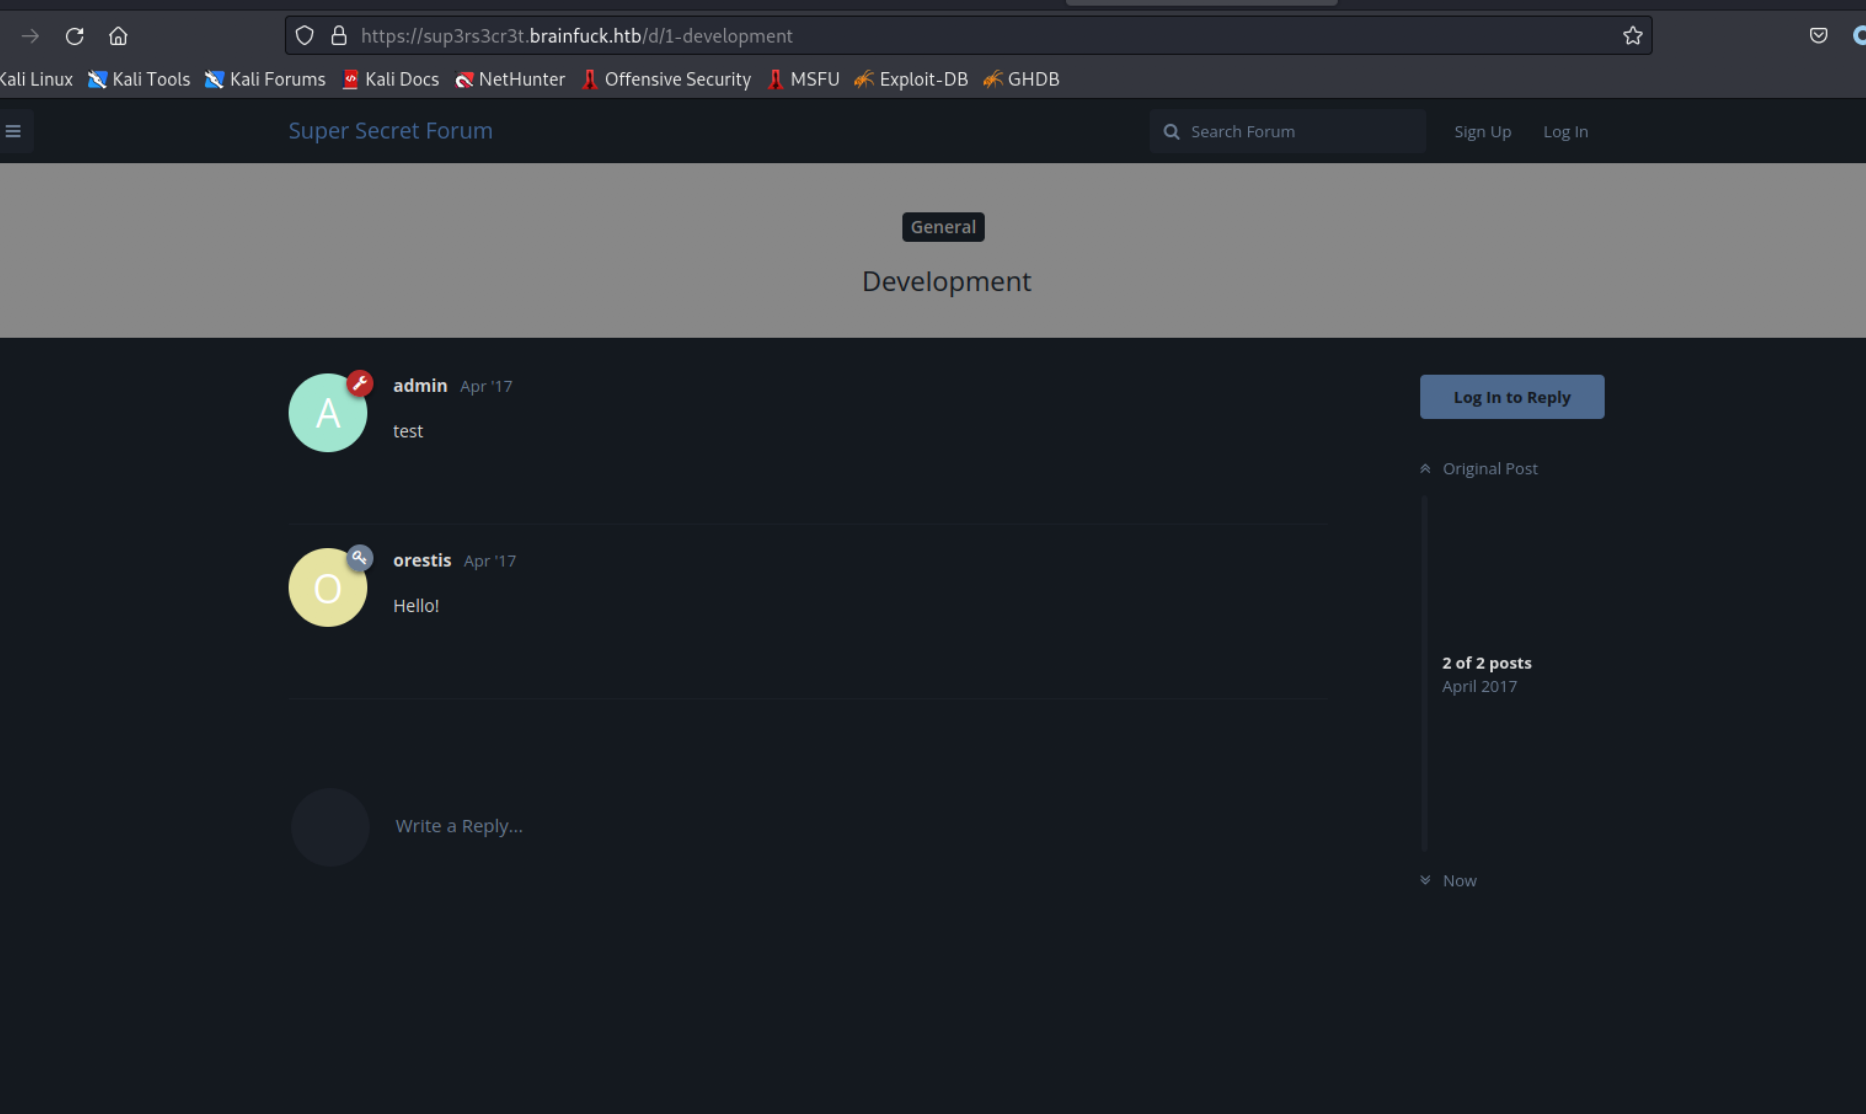 https://sup3rs3cr3t.brainfuck.htb/d/1-development
Kali Linux Kali Tools Kali Forums Kali Docs NetHunter Offensive Security MSFU Exploit-DB GHDB
Super Secret Forum Search Forum Sign Up Log In
General
Development
A admin Apr '17
test
Log In to Reply
Original Post
O orestis Apr '17
Hello!
2 of 2 posts
April 2017
Write a Reply...
Now